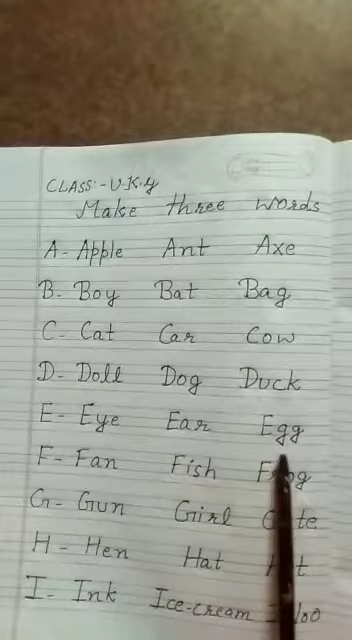 CLASS:- U.K.G
Make three words
A- Apple Ant Axe
B- Boy Bat Bag
C- Cat Car Cow
D- Doll Dog Duck
E- Eye Ear Egg
F- Fan Fish Frog
G- Gun Girl
H- Hen Hat
I- Ink Ice-cream